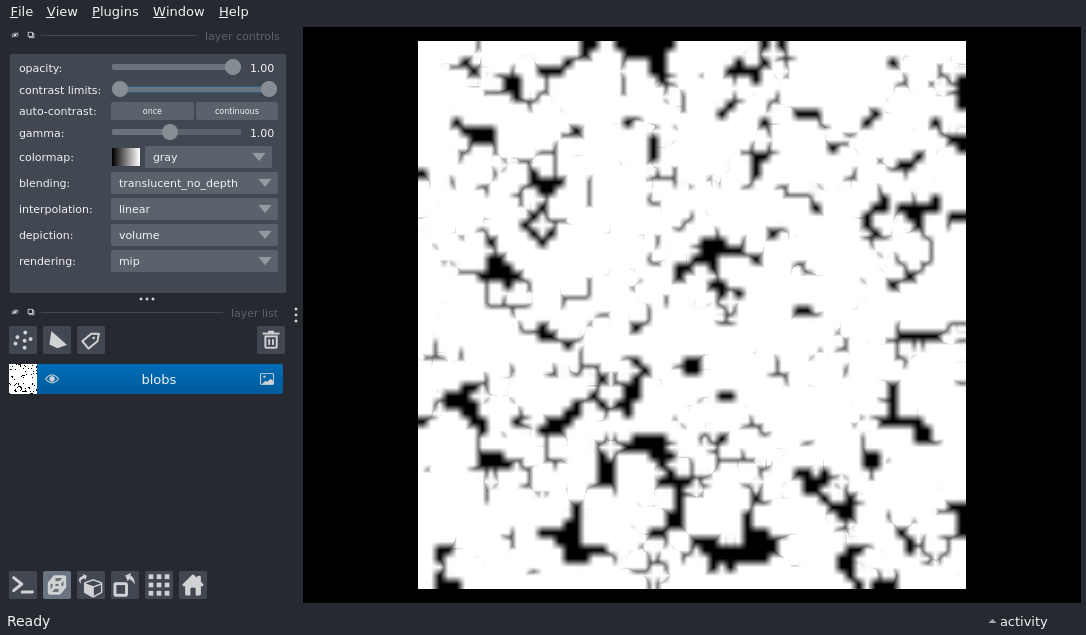 File View Plugins Window Help
layer controls
opacity: 1.00
contrast limits:
auto-contrast: once continuous
gamma: 1.00
colormap: gray
blending: translucent_no_depth
interpolation: linear
depiction: volume
rendering: mip
layer list
blobs
Ready
activity